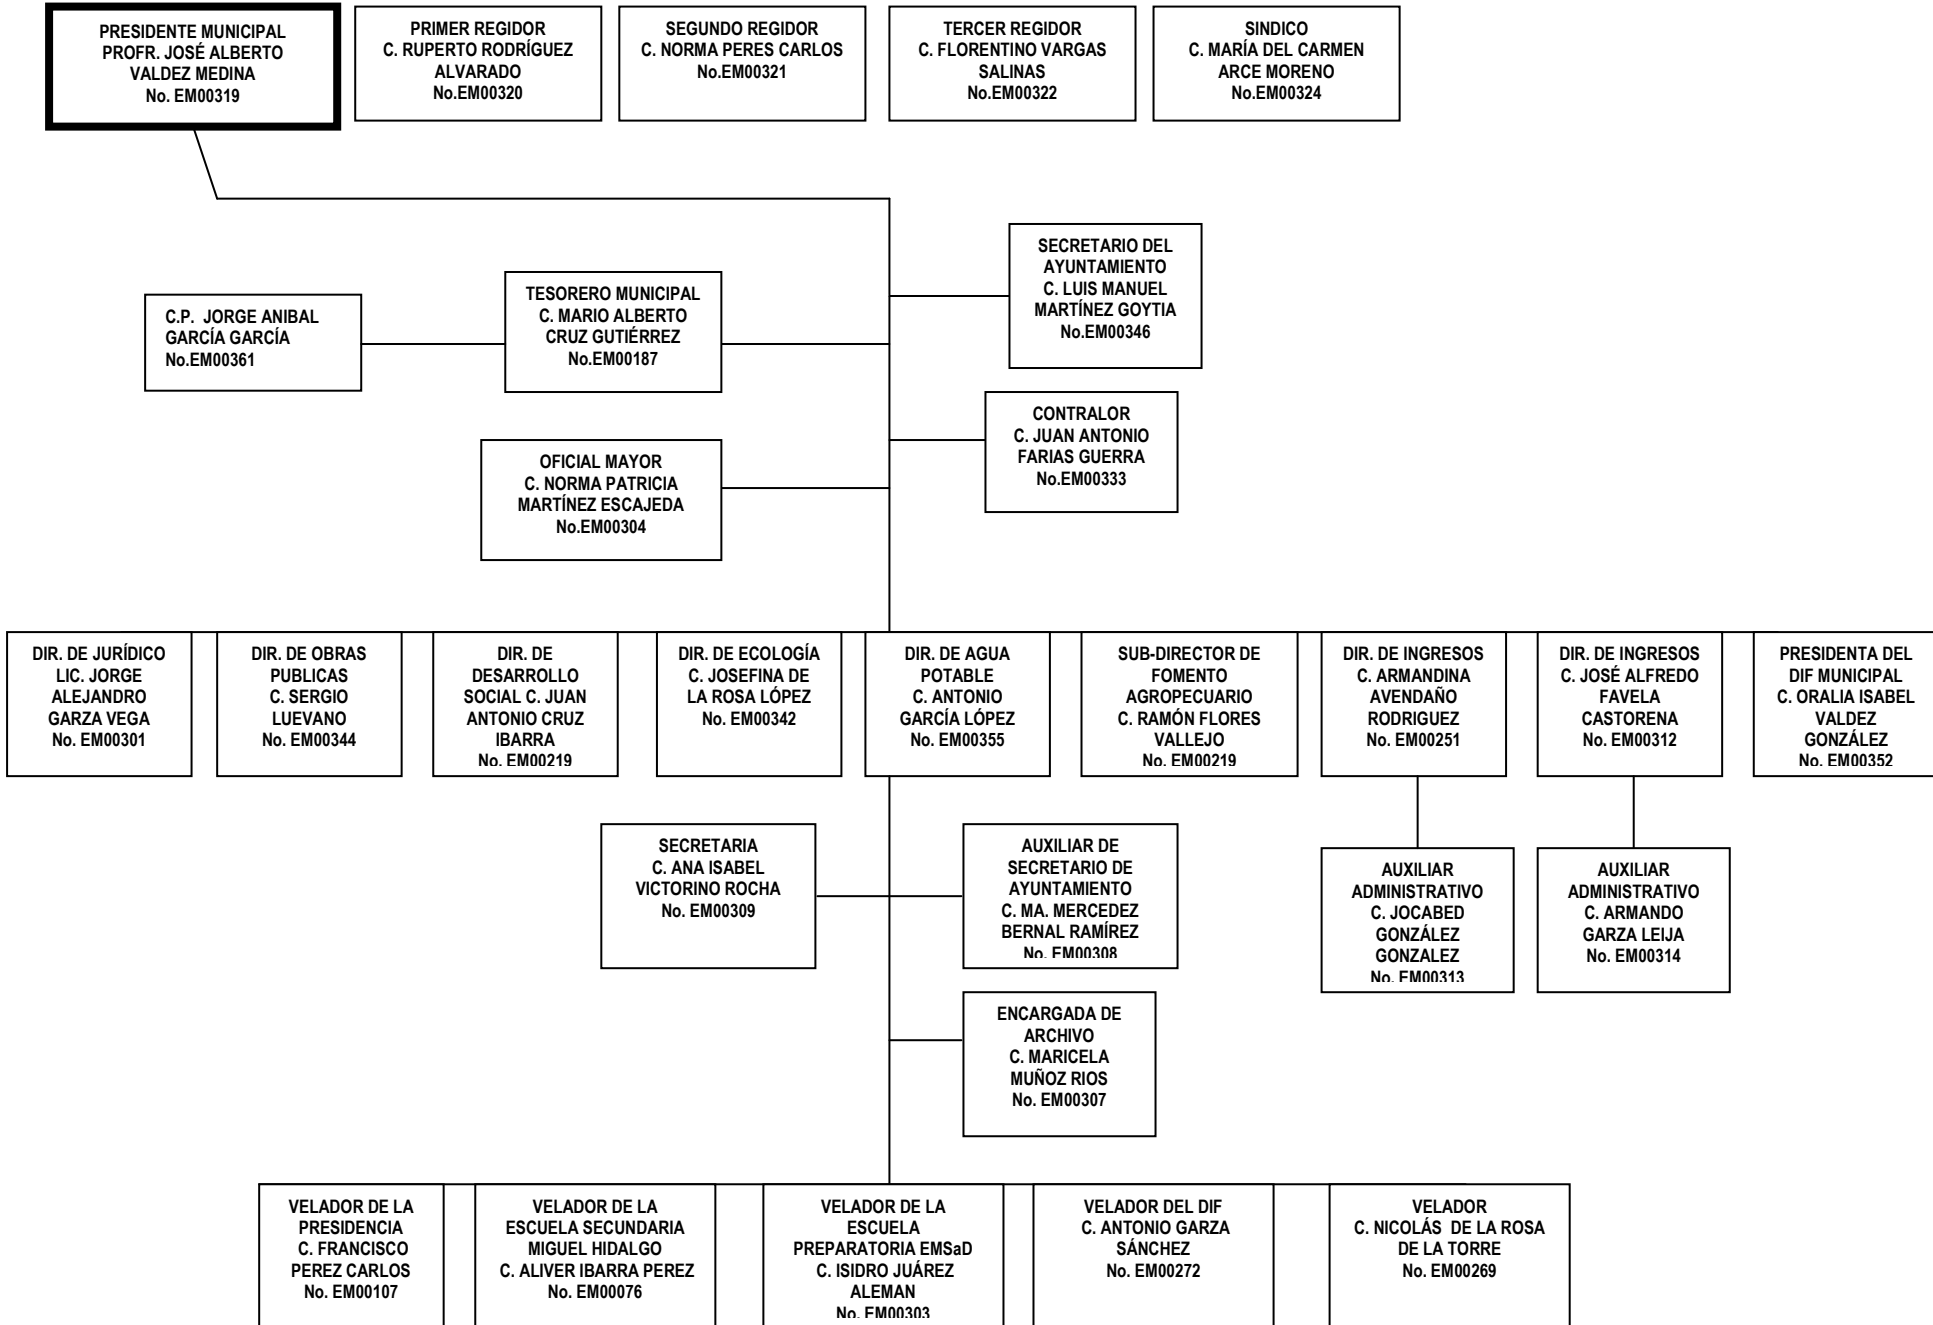 PRESIDENTE MUNICIPAL
PROFR. JOSÉ ALBERTO
VALDEZ MEDINA
No. EM00319
PRIMER REGIDOR
C. RUPERTO RODRÍGUEZ
ALVARADO
No.EM00320
SEGUNDO REGIDOR
C. NORMA PERES CARLOS
No.EM00321
TERCER REGIDOR
C. FLORENTINO VARGAS
SALINAS
No.EM00322
SINDICO
C. MARÍA DEL CARMEN
ARCE MORENO
No.EM00324
SECRETARIO DEL
AYUNTAMIENTO
C. LUIS MANUEL
MARTÍNEZ GOYTIA
No.EM00346
TESORERO MUNICIPAL
C. MARIO ALBERTO
CRUZ GUTIÉRREZ
No.EM00187
C.P.  JORGE ANIBAL
GARCÍA GARCÍA
No.EM00361
CONTRALOR
C. JUAN ANTONIO
FARIAS GUERRA
No.EM00333
OFICIAL MAYOR
C. NORMA PATRICIA
MARTÍNEZ ESCAJEDA
No.EM00304
DIR. DE JURÍDICO
LIC. JORGE
ALEJANDRO
GARZA VEGA
No. EM00301
DIR. DE OBRAS
PUBLICAS
C. SERGIO
LUEVANO
No. EM00344
DIR. DE
DESARROLLO
SOCIAL C. JUAN
ANTONIO CRUZ
IBARRA
No. EM00219
DIR. DE ECOLOGÍA
C. JOSEFINA DE
LA ROSA LÓPEZ
No. EM00342
DIR. DE AGUA
POTABLE
C. ANTONIO
GARCÍA LÓPEZ
No. EM00355
SUB-DIRECTOR DE
FOMENTO
AGROPECUARIO
C. RAMÓN FLORES
VALLEJO
No. EM00219
DIR. DE INGRESOS
C. ARMANDINA
AVENDAÑO
RODRIGUEZ
No. EM00251
DIR. DE INGRESOS
C. JOSÉ ALFREDO
FAVELA
CASTORENA
No. EM00312
PRESIDENTA DEL
DIF MUNICIPAL
C. ORALIA ISABEL
VALDEZ
GONZÁLEZ
No. EM00352
SECRETARIA
C. ANA ISABEL
VICTORINO ROCHA
No. EM00309
AUXILIAR DE
SECRETARIO DE
AYUNTAMIENTO
C. MA. MERCEDEZ
BERNAL RAMÍREZ
No. EM00308
AUXILIAR
ADMINISTRATIVO
C. JOCABED
GONZÁLEZ
GONZALEZ
No. EM00313
AUXILIAR
ADMINISTRATIVO
C. ARMANDO
GARZA LEIJA
No. EM00314
ENCARGADA DE
ARCHIVO
C. MARICELA
MUÑOZ RIOS
No. EM00307
VELADOR DE LA
PRESIDENCIA
C. FRANCISCO
PEREZ CARLOS
No. EM00107
VELADOR DE LA
ESCUELA SECUNDARIA
MIGUEL HIDALGO
C. ALIVER IBARRA PEREZ
No. EM00076
VELADOR DE LA
ESCUELA
PREPARATORIA EMSaD
C. ISIDRO JUÁREZ
ALEMAN
No. EM00303
VELADOR DEL DIF
C. ANTONIO GARZA
SÁNCHEZ
No. EM00272
VELADOR
C. NICOLÁS  DE LA ROSA
DE LA TORRE
No. EM00269